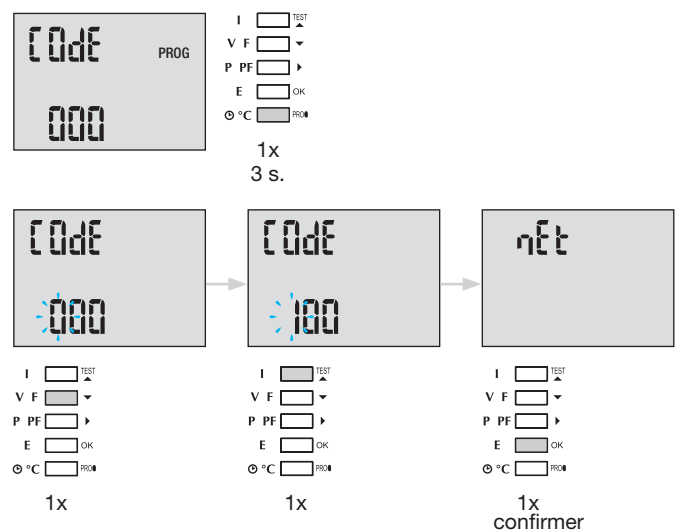 COdE PROG
000
I TEST
V F
P PF
E OK
°C PROG
1x
3 s.
COdE
000
I TEST
V F
P PF
E OK
°C PROG
1x
COdE
100
I TEST
V F
P PF
E OK
°C PROG
1x
nEt
I TEST
V F
P PF
E OK
°C PROG
1x
confirmer